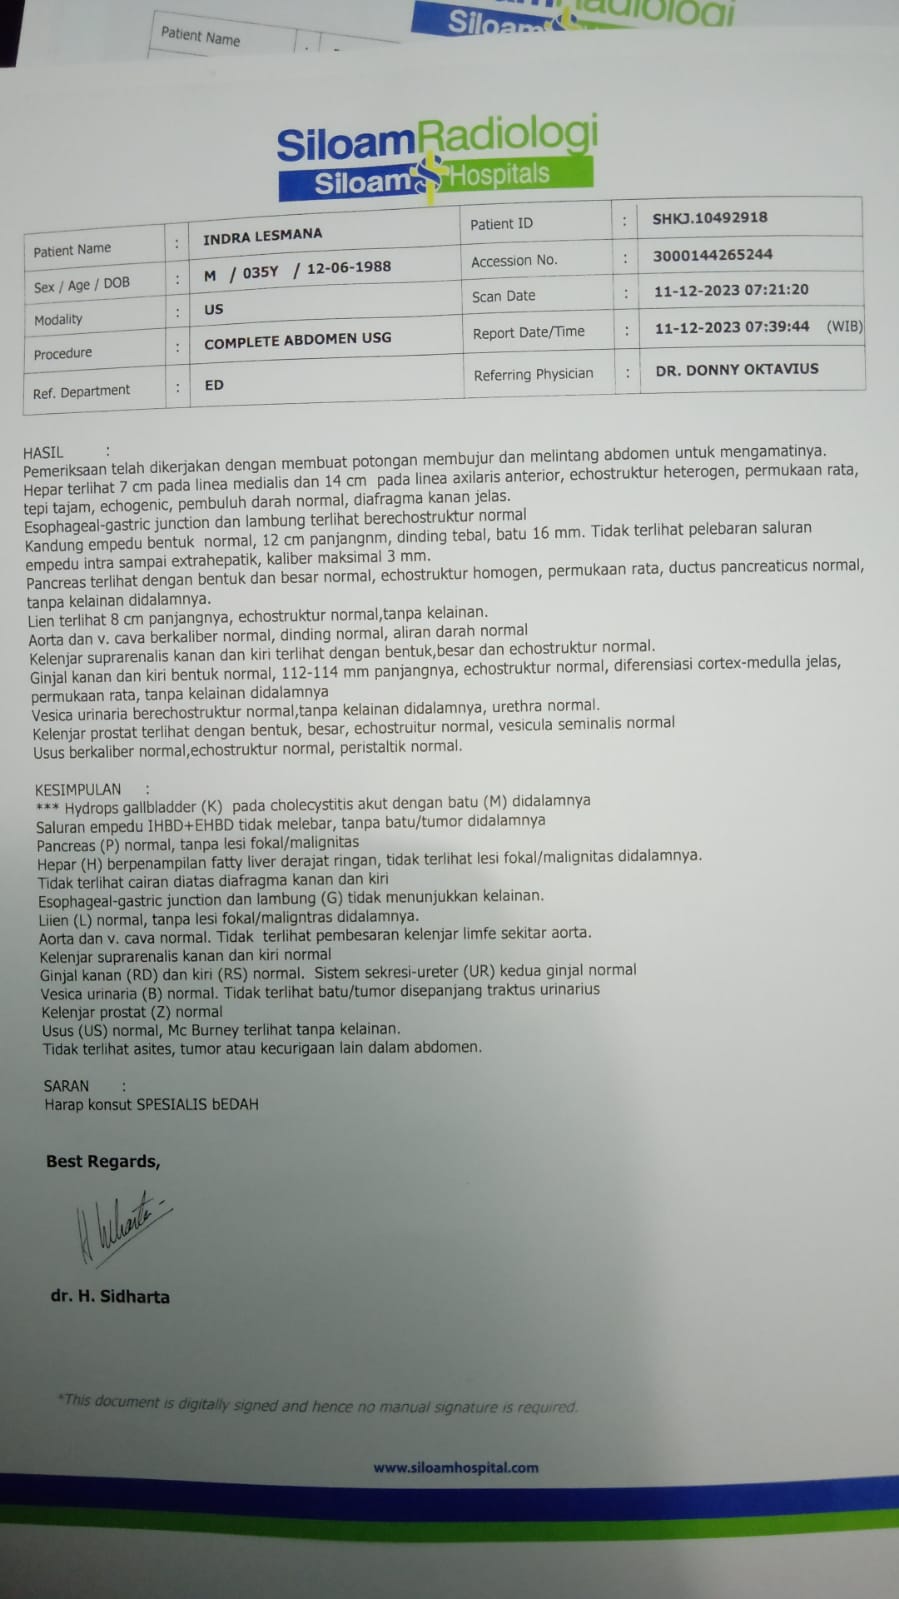 Patient Name : -
Siloam Radiologi
Siloam Radiologi
Siloam Hospitals
Patient Name : INDRA LESMANA Patient ID : SHKJ.10492918
Sex / Age / DOB : M / 035Y / 12-06-1988 Accession No. : 3000144265244
Modality : US Scan Date : 11-12-2023 07:21:20
Procedure : COMPLETE ABDOMEN USG Report Date/Time : 11-12-2023 07:39:44 (WIB)
Ref. Department : ED Referring Physician : DR. DONNY OKTAVIUS
HASIL :
Pemeriksaan telah dikerjakan dengan membuat potongan membujur dan melintang abdomen untuk mengamatinya.
Hepar terlihat 7 cm pada linea medialis dan 14 cm pada linea axilaris anterior, echostruktur heterogen, permukaan rata,
tepi tajam, echogenic, pembuluh darah normal, diafragma kanan jelas.
Esophageal-gastric junction dan lambung terlihat berechostruktur normal
Kandung empedu bentuk normal, 12 cm panjangnm, dinding tebal, batu 16 mm. Tidak terlihat pelebaran saluran
empedu intra sampai extrahepatik, kaliber maksimal 3 mm.
Pancreas terlihat dengan bentuk dan besar normal, echostruktur homogen, permukaan rata, ductus pancreaticus normal,
tanpa kelainan didalamnya.
Lien terlihat 8 cm panjangnya, echostruktur normal,tanpa kelainan.
Aorta dan v. cava berkaliber normal, dinding normal, aliran darah normal
Kelenjar suprarenalis kanan dan kiri terlihat dengan bentuk,besar dan echostruktur normal.
Ginjal kanan dan kiri bentuk normal, 112-114 mm panjangnya, echostruktur normal, diferensiasi cortex-medulla jelas,
permukaan rata, tanpa kelainan didalamnya
Vesica urinaria berechostruktur normal,tanpa kelainan didalamnya, urethra normal.
Kelenjar prostat terlihat dengan bentuk, besar, echostruitur normal, vesicula seminalis normal
Usus berkaliber normal,echostruktur normal, peristaltik normal.
KESIMPULAN :
*** Hydrops gallbladder (K) pada cholecystitis akut dengan batu (M) didalamnya
Saluran empedu IHBD+EHBD tidak melebar, tanpa batu/tumor didalamnya
Pancreas (P) normal, tanpa lesi fokal/malignitas
Hepar (H) berpenampilan fatty liver derajat ringan, tidak terlihat lesi fokal/malignitas didalamnya.
Tidak terlihat cairan diatas diafragma kanan dan kiri
Esophageal-gastric junction dan lambung (G) tidak menunjukkan kelainan.
Liien (L) normal, tanpa lesi fokal/maligntras didalamnya.
Aorta dan v. cava normal. Tidak terlihat pembesaran kelenjar limfe sekitar aorta.
Kelenjar suprarenalis kanan dan kiri normal
Ginjal kanan (RD) dan kiri (RS) normal. Sistem sekresi-ureter (UR) kedua ginjal normal
Vesica urinaria (B) normal. Tidak terlihat batu/tumor disepanjang traktus urinarius
Kelenjar prostat (Z) normal
Usus (US) normal, Mc Burney terlihat tanpa kelainan.
Tidak terlihat asites, tumor atau kecurigaan lain dalam abdomen.
SARAN :
Harap konsut SPESIALIS bEDAH
Best Regards,
dr. H. Sidharta
*This document is digitally signed and hence no manual signature is required.
www.siloamhospital.com